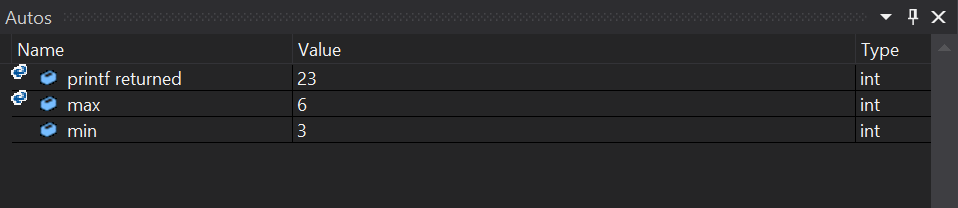 Autos
Name Value Type
printf returned 23 int
max 6 int
min 3 int